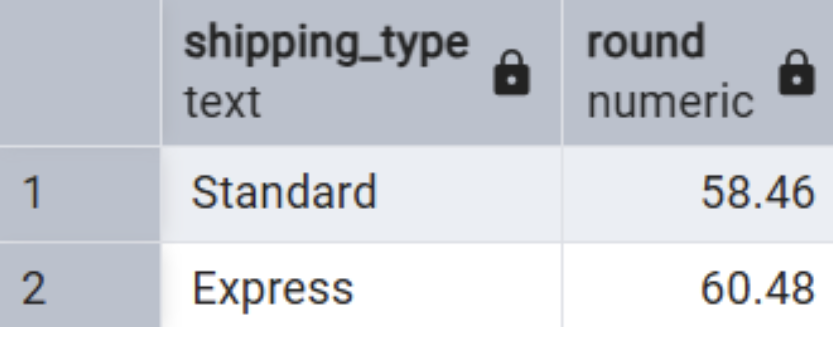 shipping_type round
text numeric
1 Standard 58.46
2 Express 60.48